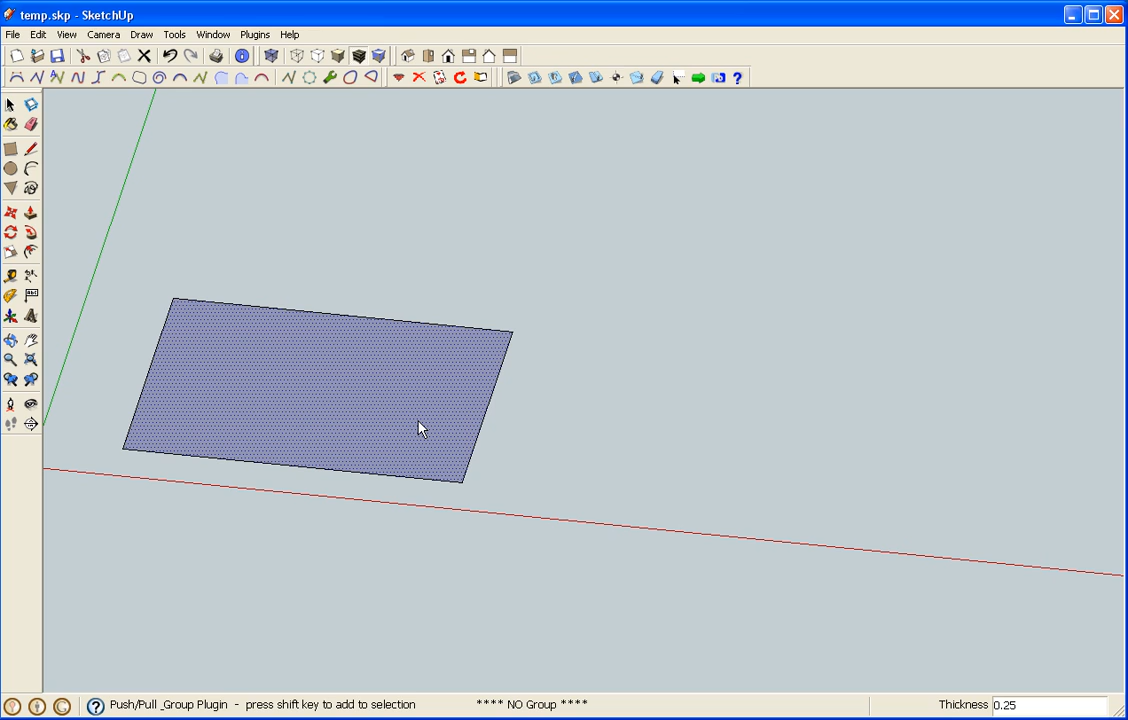 temp.skp - SketchUp
File Edit View Camera Draw Tools Window Plugins Help
Push/Pull _Group Plugin - press shift key to add to selection **** NO Group **** Thickness 0.25